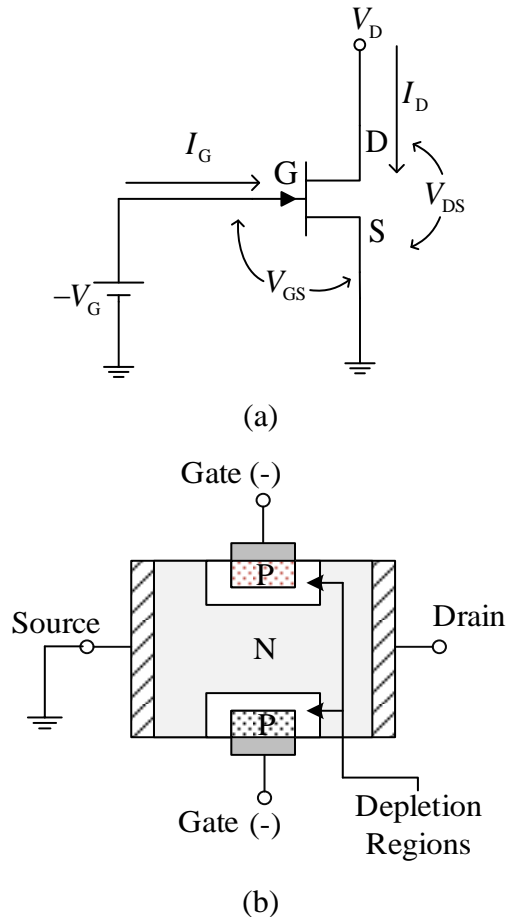 V_D
I_D
I_G
D
G
V_DS
S
V_GS
–V_G
(a)
Gate (-)
P
Source
Drain
N
P
Gate (-)
Depletion
Regions
(b)